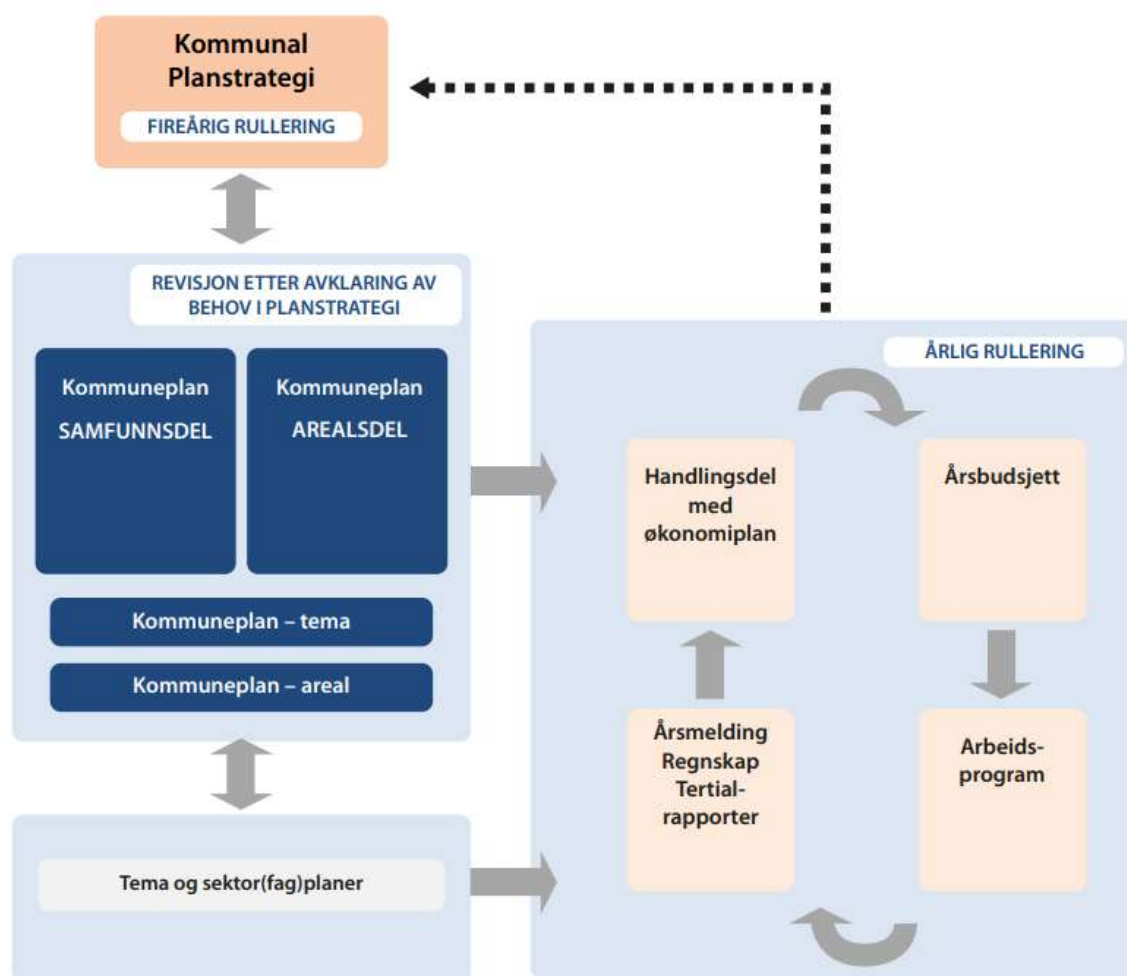 Kommunal
Planstrategi
FIREÅRIG RULLERING
REVISJON ETTER AVKLARING AV
BEHOV I PLANSTRATEGI
Kommuneplan
SAMFUNNSDEL
Kommuneplan
AREALSDEL
Kommuneplan – tema
Kommuneplan – areal
Tema og sektor(fag)planer
ÅRLIG RULLERING
Handlingsdel
med
økonomiplan
Årsbudsjett
Årsmelding
Regnskap
Tertial-
rapporter
Arbeids-
program